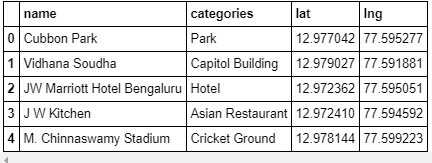 name categories lat lng
0 Cubbon Park Park 12.977042 77.595277
1 Vidhana Soudha Capitol Building 12.979027 77.591881
2 JW Marriott Hotel Bengaluru Hotel 12.972362 77.595051
3 J W Kitchen Asian Restaurant 12.972410 77.594592
4 M. Chinnaswamy Stadium Cricket Ground 12.978144 77.599223